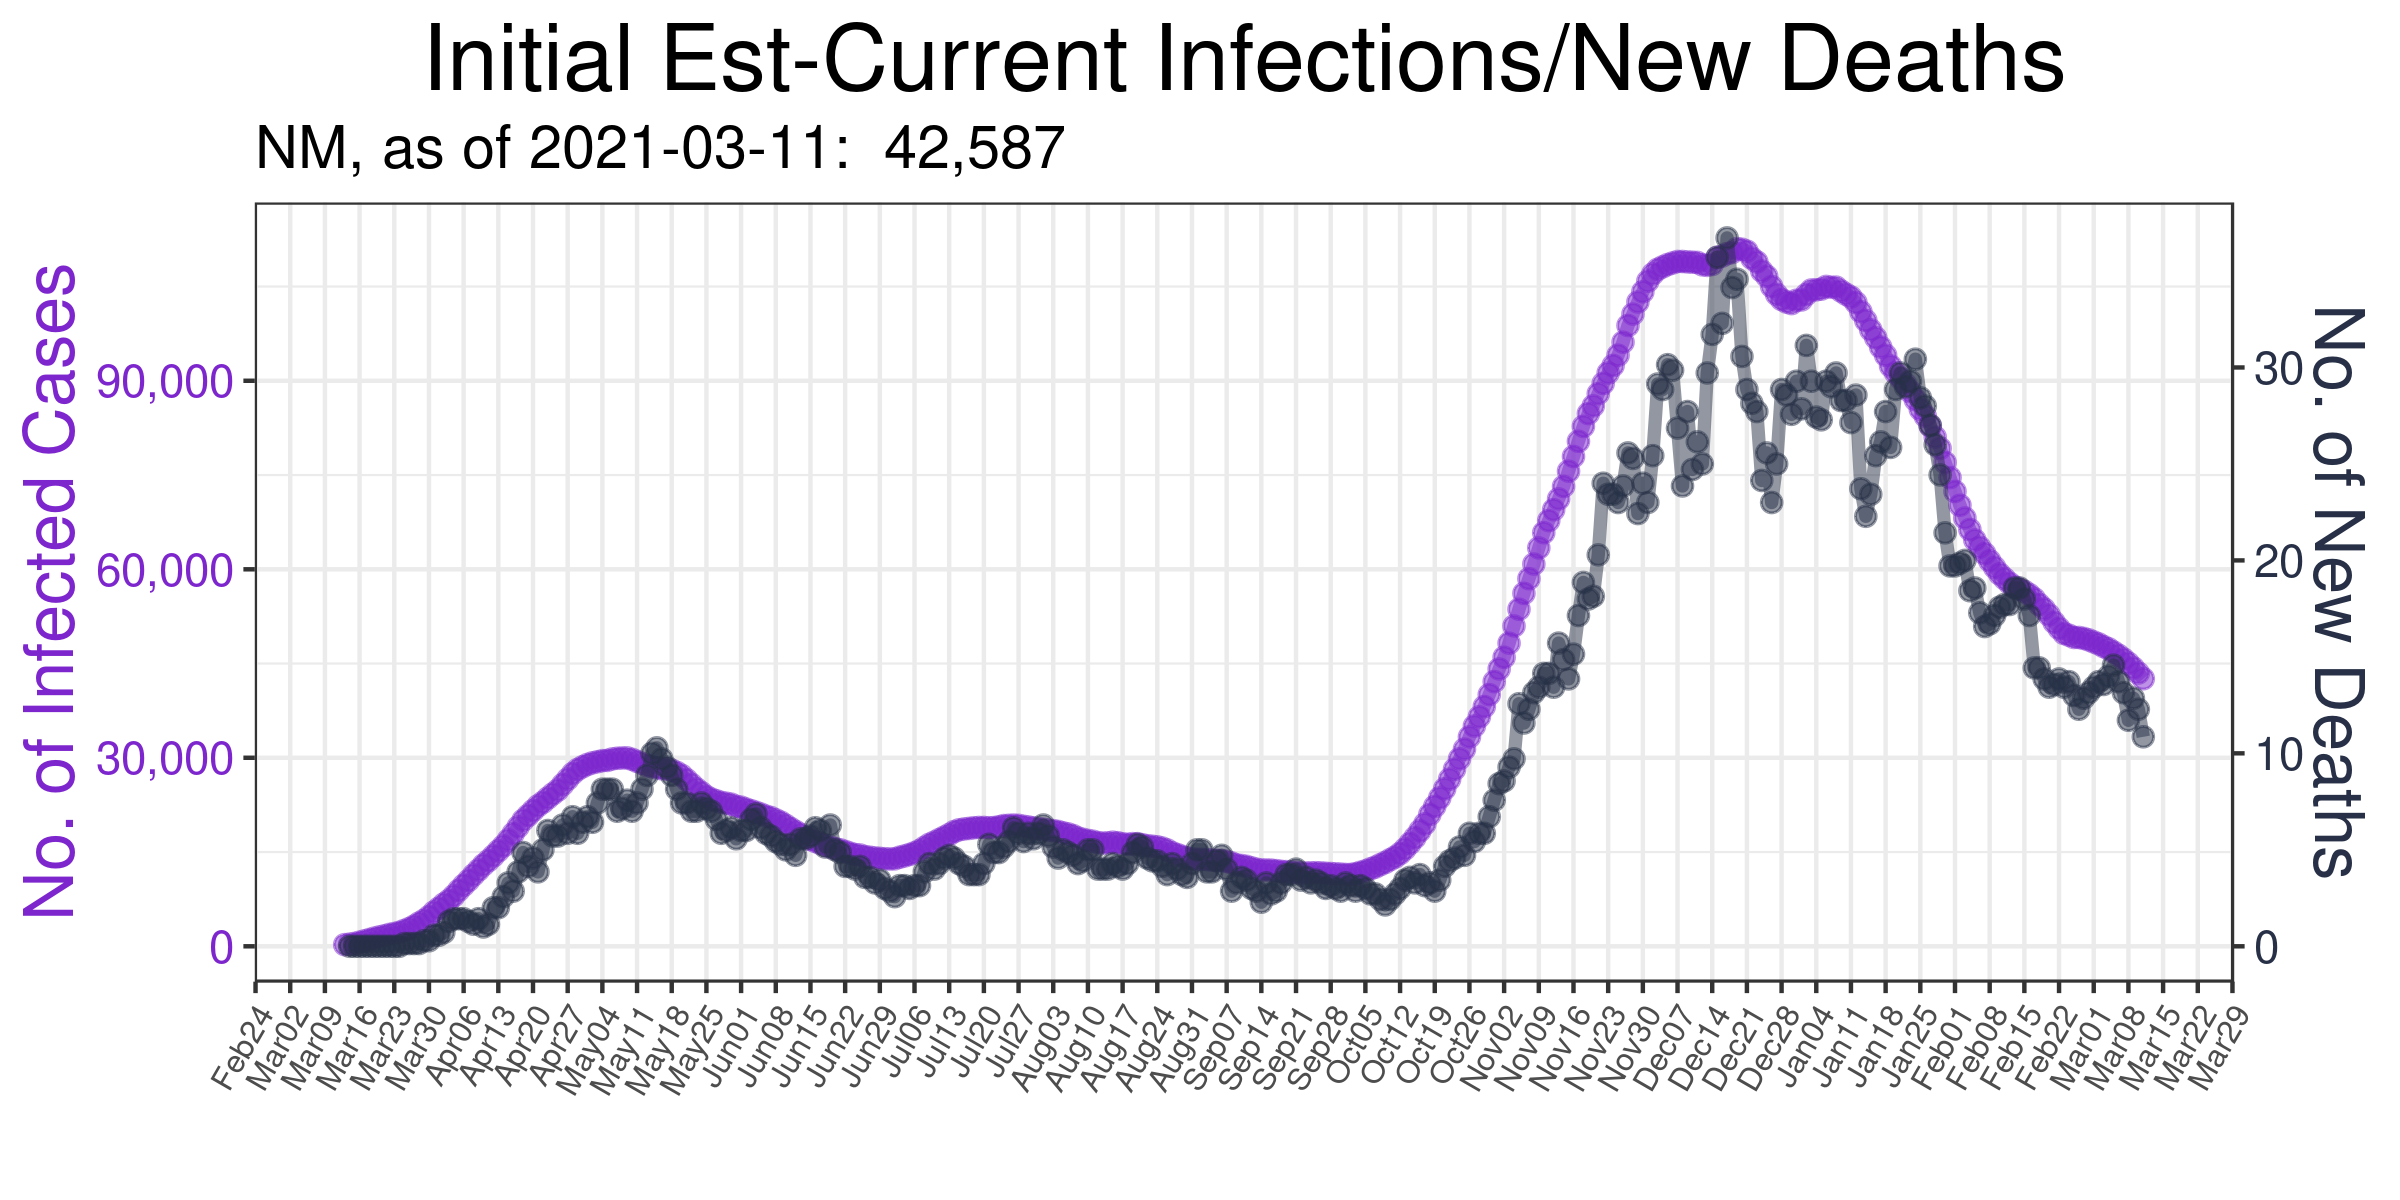 Initial Est-Current Infections/New Deaths
NM, as of 2021-03-11:  42,587
No. of Infected Cases
90,000
60,000
30,000
0
30
20
10
0
No. of New Deaths
Feb24
Mar02
Mar09
Mar16
Mar23
Mar30
Apr06
Apr13
Apr20
Apr27
May04
May11
May18
May25
Jun01
Jun08
Jun15
Jun22
Jun29
Jul06
Jul13
Jul20
Jul27
Aug03
Aug10
Aug17
Aug24
Aug31
Sep07
Sep14
Sep21
Sep28
Oct05
Oct12
Oct19
Oct26
Nov02
Nov09
Nov16
Nov23
Nov30
Dec07
Dec14
Dec21
Dec28
Jan04
Jan11
Jan18
Jan25
Feb01
Feb08
Feb15
Feb22
Mar01
Mar08
Mar15
Mar22
Mar29